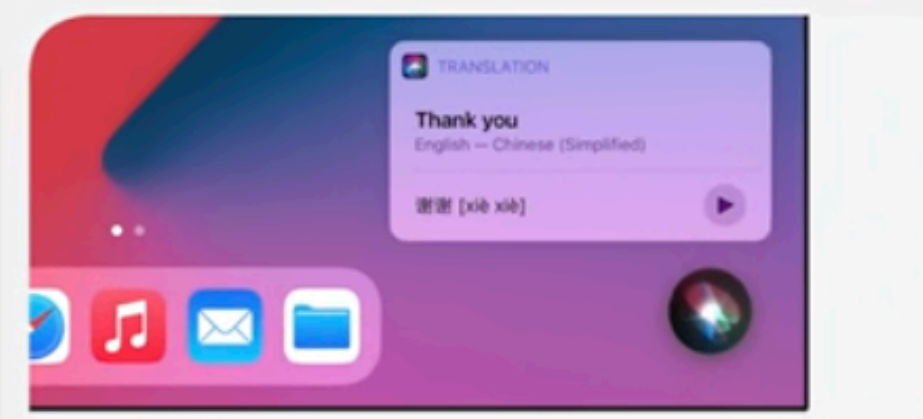 TRANSLATION
Thank you
English — Chinese (Simplified)
谢谢 [xiè xiè]